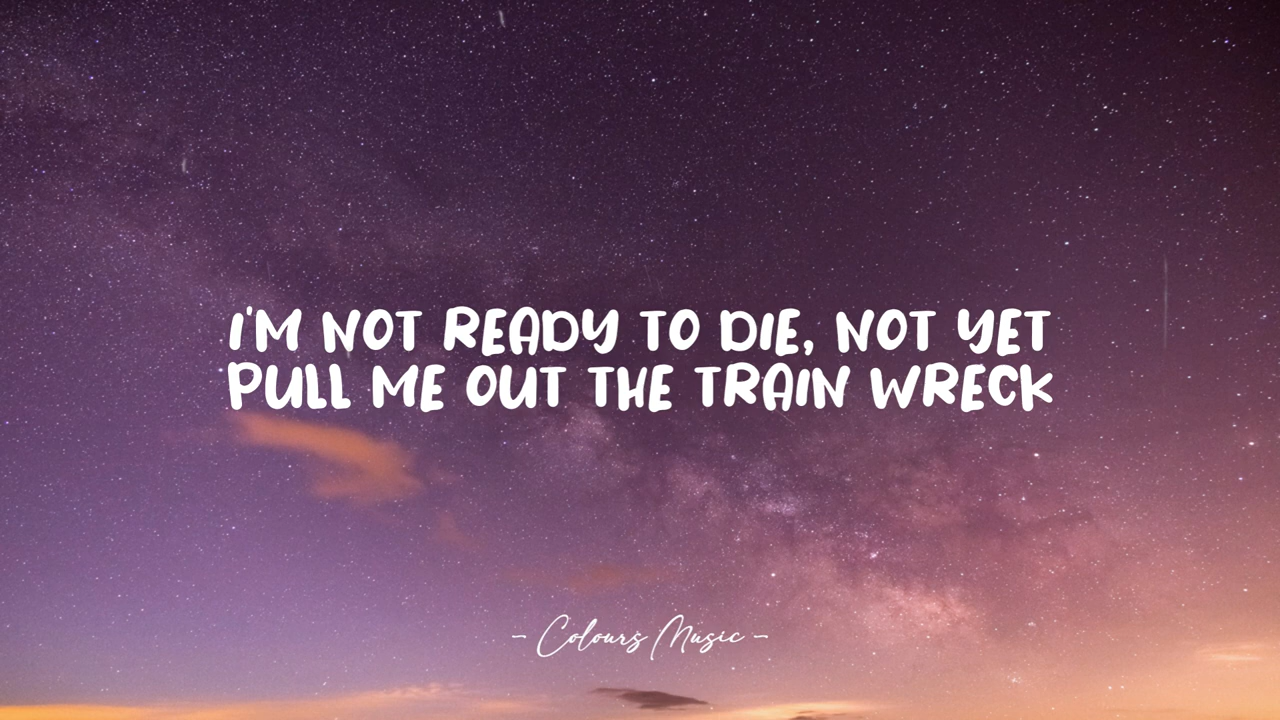 I'M NOT READY TO DIE, NOT YET
PULL ME OUT THE TRAIN WRECK
- Colours Music -